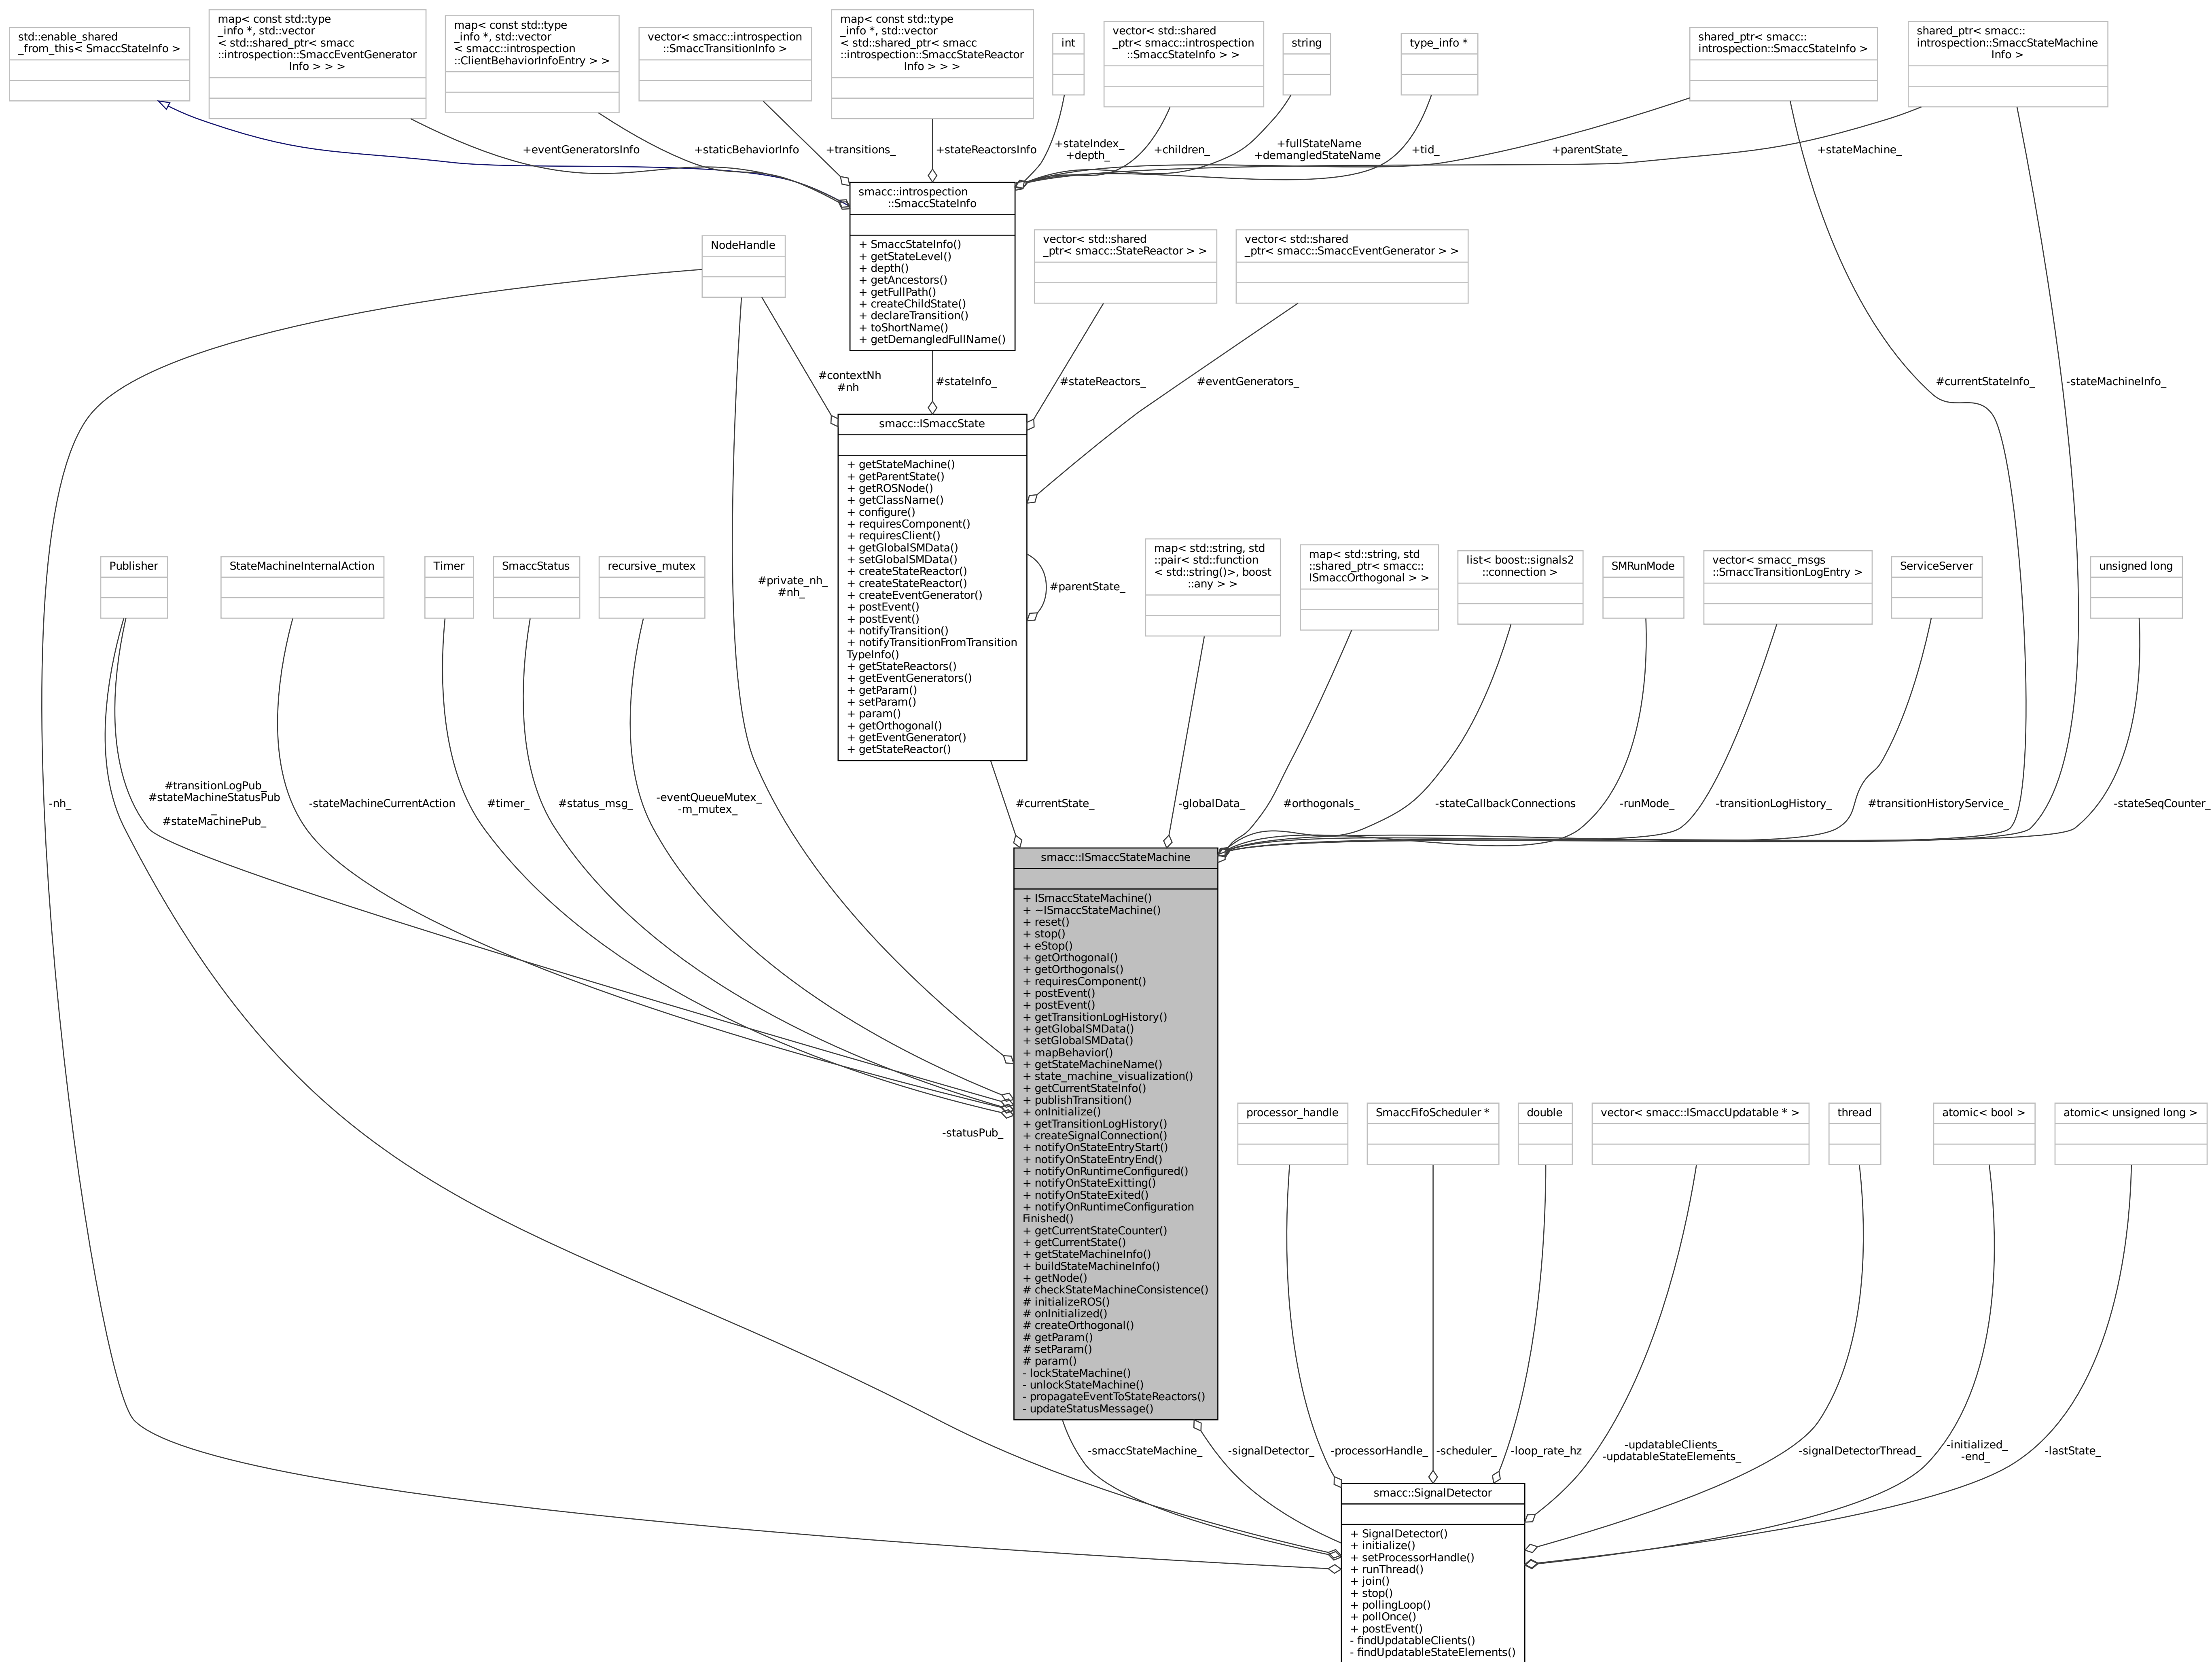 std::enable_shared
_from_this< SmaccStateInfo >
map< const std::type
_info *, std::vector
< std::shared_ptr< smacc
::introspection::SmaccEventGenerator
Info > > >
map< const std::type
_info *, std::vector
< smacc::introspection
::ClientBehaviorInfoEntry > >
vector< smacc::introspection
::SmaccTransitionInfo >
map< const std::type
_info *, std::vector
< std::shared_ptr< smacc
::introspection::SmaccStateReactor
Info > > >
int
vector< std::shared
_ptr< smacc::introspection
::SmaccStateInfo > >
string
type_info *
shared_ptr< smacc::
introspection::SmaccStateInfo >
shared_ptr< smacc::
introspection::SmaccStateMachine
Info >
+eventGeneratorsInfo
+staticBehaviorInfo
+transitions_
+stateReactorsInfo
+stateIndex_
+depth_
+children_
+fullStateName
+demangledStateName
+tid_
+parentState_
+stateMachine_
smacc::introspection
::SmaccStateInfo
+ SmaccStateInfo()
+ getStateLevel()
+ depth()
+ getAncestors()
+ getFullPath()
+ createChildState()
+ declareTransition()
+ toShortName()
+ getDemangledFullName()
NodeHandle
vector< std::shared
_ptr< smacc::StateReactor > >
vector< std::shared
_ptr< smacc::SmaccEventGenerator > >
#contextNh
#nh
#stateInfo_
#stateReactors_
#eventGenerators_
#currentStateInfo_
-stateMachineInfo_
smacc::ISmaccState
+ getStateMachine()
+ getParentState()
+ getROSNode()
+ getClassName()
+ configure()
+ requiresComponent()
+ requiresClient()
+ getGlobalSMData()
+ setGlobalSMData()
+ createStateReactor()
+ createStateReactor()
+ createEventGenerator()
+ postEvent()
+ postEvent()
+ notifyTransition()
+ notifyTransitionFromTransition
TypeInfo()
+ getStateReactors()
+ getEventGenerators()
+ getParam()
+ setParam()
+ param()
+ getOrthogonal()
+ getEventGenerator()
+ getStateReactor()
#parentState_
#private_nh_
#nh_
Publisher
StateMachineInternalAction
Timer
SmaccStatus
recursive_mutex
map< std::string, std
::pair< std::function
< std::string()>, boost
::any > >
map< std::string, std
::shared_ptr< smacc::
ISmaccOrthogonal > >
list< boost::signals2
::connection >
SMRunMode
vector< smacc_msgs
::SmaccTransitionLogEntry >
ServiceServer
unsigned long
-nh_
#transitionLogPub_
#stateMachineStatusPub
_
#stateMachinePub_
-stateMachineCurrentAction
#timer_
#status_msg_
-eventQueueMutex_
-m_mutex_
#currentState_
-globalData_
#orthogonals_
-stateCallbackConnections
-runMode_
-transitionLogHistory_
#transitionHistoryService_
-stateSeqCounter_
smacc::ISmaccStateMachine
+ ISmaccStateMachine()
+ ~ISmaccStateMachine()
+ reset()
+ stop()
+ eStop()
+ getOrthogonal()
+ getOrthogonals()
+ requiresComponent()
+ postEvent()
+ postEvent()
+ getTransitionLogHistory()
+ getGlobalSMData()
+ setGlobalSMData()
+ mapBehavior()
+ getStateMachineName()
+ state_machine_visualization()
+ getCurrentStateInfo()
+ publishTransition()
+ onInitialize()
+ getTransitionLogHistory()
+ createSignalConnection()
+ notifyOnStateEntryStart()
+ notifyOnStateEntryEnd()
+ notifyOnRuntimeConfigured()
+ notifyOnStateExitting()
+ notifyOnStateExited()
+ notifyOnRuntimeConfiguration
Finished()
+ getCurrentStateCounter()
+ getCurrentState()
+ getStateMachineInfo()
+ buildStateMachineInfo()
+ getNode()
# checkStateMachineConsistence()
# initializeROS()
# onInitialized()
# createOrthogonal()
# getParam()
# setParam()
# param()
- lockStateMachine()
- unlockStateMachine()
- propagateEventToStateReactors()
- updateStatusMessage()
-statusPub_
processor_handle
SmaccFifoScheduler *
double
vector< smacc::ISmaccUpdatable * >
thread
atomic< bool >
atomic< unsigned long >
-smaccStateMachine_
-signalDetector_
-processorHandle_
-scheduler_
-loop_rate_hz
-updatableClients_
-updatableStateElements_
-signalDetectorThread_
-initialized_
-end_
-lastState_
smacc::SignalDetector
+ SignalDetector()
+ initialize()
+ setProcessorHandle()
+ runThread()
+ join()
+ stop()
+ pollingLoop()
+ pollOnce()
+ postEvent()
- findUpdatableClients()
- findUpdatableStateElements()